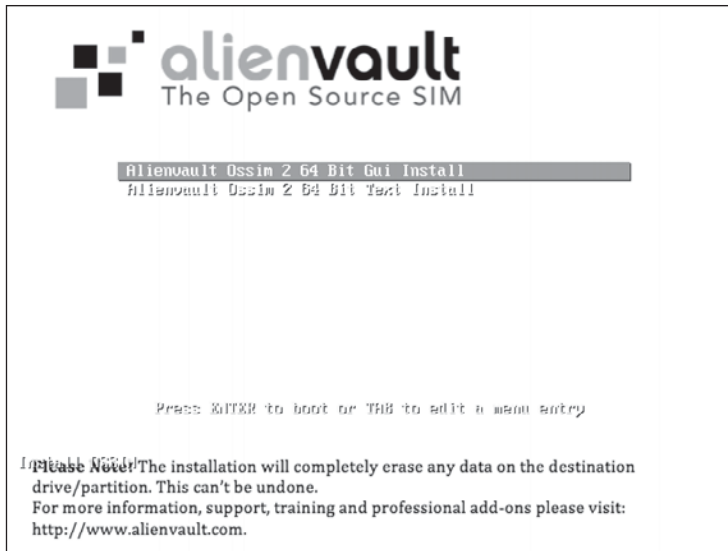 alienvault
The Open Source SIM
Alienvault Ossim 2 64 Bit Gui Install
Alienvault Ossim 2 64 Bit Text Install
Press ENTER to boot or TAB to edit a menu entry
Install OSSIM
Please Note! The installation will completely erase any data on the destination
drive/partition. This can't be undone.
For more information, support, training and professional add-ons please visit:
http://www.alienvault.com.